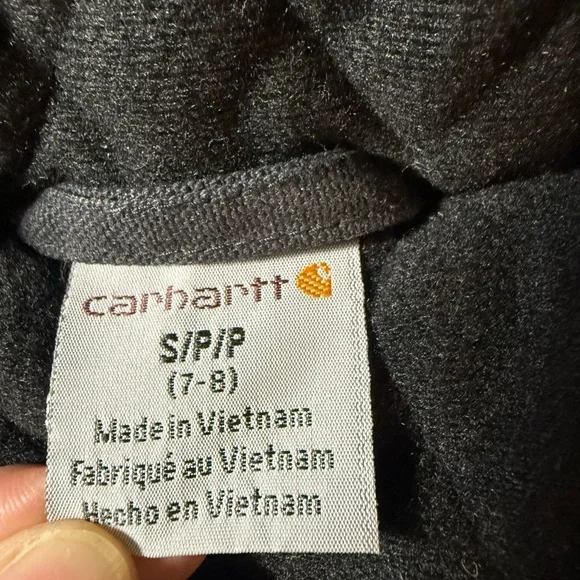 carhartt
S/P/P
(7-8)
Made in Vietnam
Fabriqué au Vietnam
Hecho en Vietnam